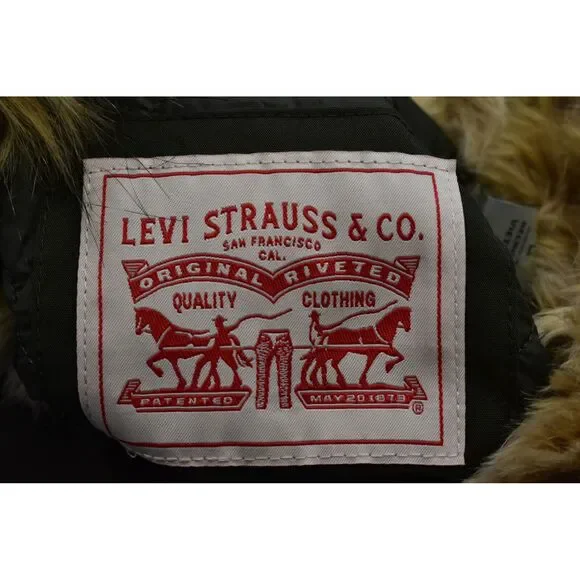 LEVI STRAUSS & CO.
SAN FRANCISCO
CAL.
ORIGINAL RIVETED
QUALITY CLOTHING
PATENTED MAY 20 1873 ®